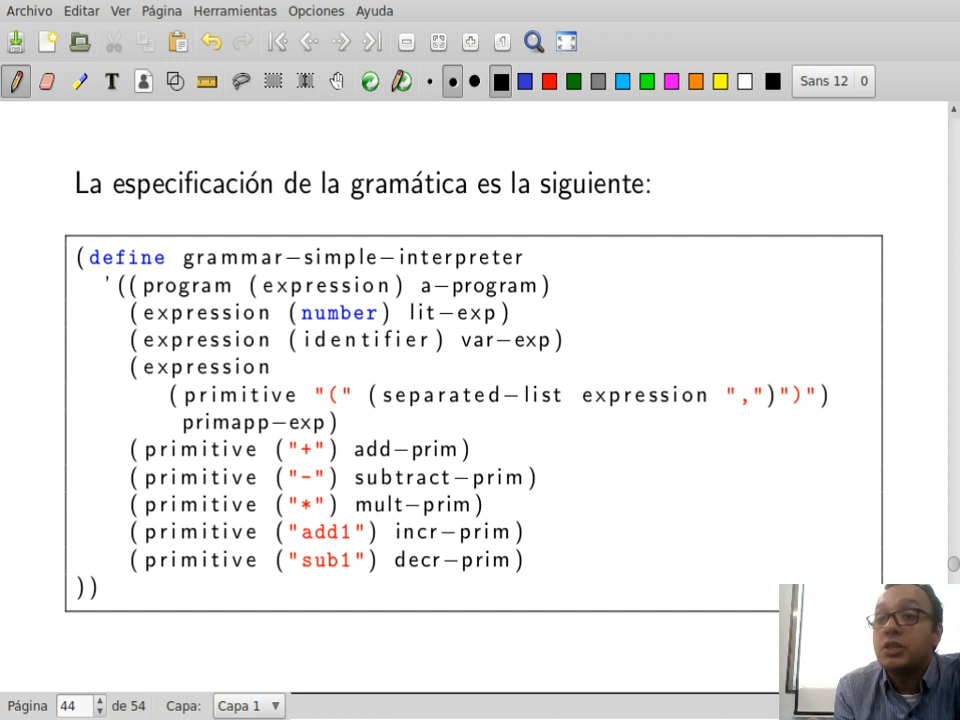 Archivo Editar Ver Página Herramientas Opciones Ayuda
T Sans 12 0
La especificación de la gramática es la siguiente:
(define grammar−simple−interpreter
'((program (expression) a−program)
(expression (number) lit−exp)
(expression (identifier) var−exp)
(expression
(primitive "(" (separated−list expression ",")")")
primapp−exp)
(primitive ("+") add−prim)
(primitive ("-") subtract−prim)
(primitive ("*") mult−prim)
(primitive ("add1") incr−prim)
(primitive ("sub1") decr−prim)
))
Página 44 de 54 Capa: Capa 1